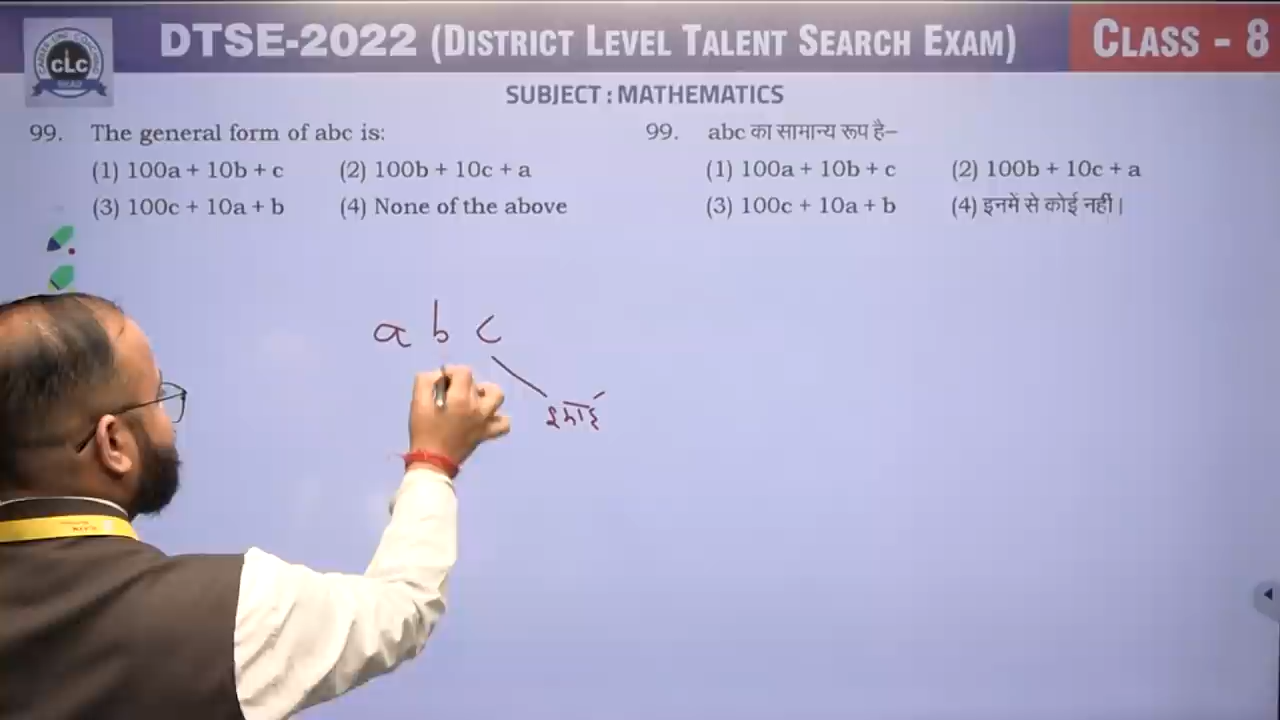 cLc
DTSE-2022 (DISTRICT LEVEL TALENT SEARCH EXAM)
CLASS - 8
SUBJECT : MATHEMATICS
99. The general form of abc is:
(1) 100a + 10b + c (2) 100b + 10c + a
(3) 100c + 10a + b (4) None of the above
99. abc का सामान्य रूप है–
(1) 100a + 10b + c (2) 100b + 10c + a
(3) 100c + 10a + b (4) इनमें से कोई नहीं।
a b c